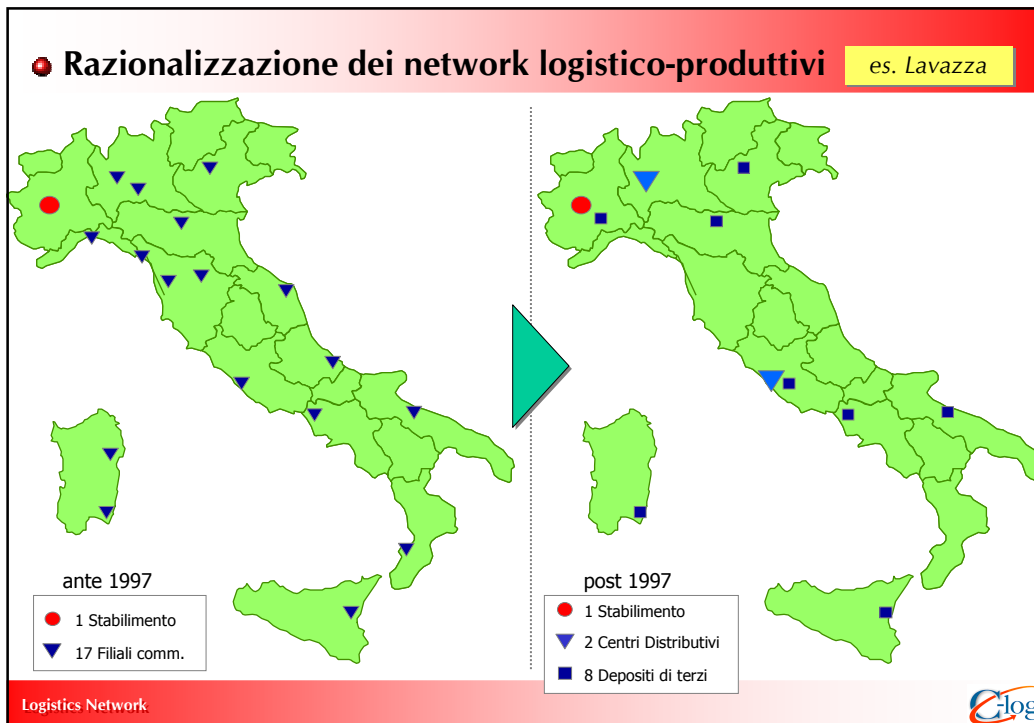 Razionalizzazione dei network logistico-produttivi
es. Lavazza
ante 1997
1 Stabilimento
17 Filiali comm.
post 1997
1 Stabilimento
2 Centri Distributivi
8 Depositi di terzi
Logistics Network
C-log